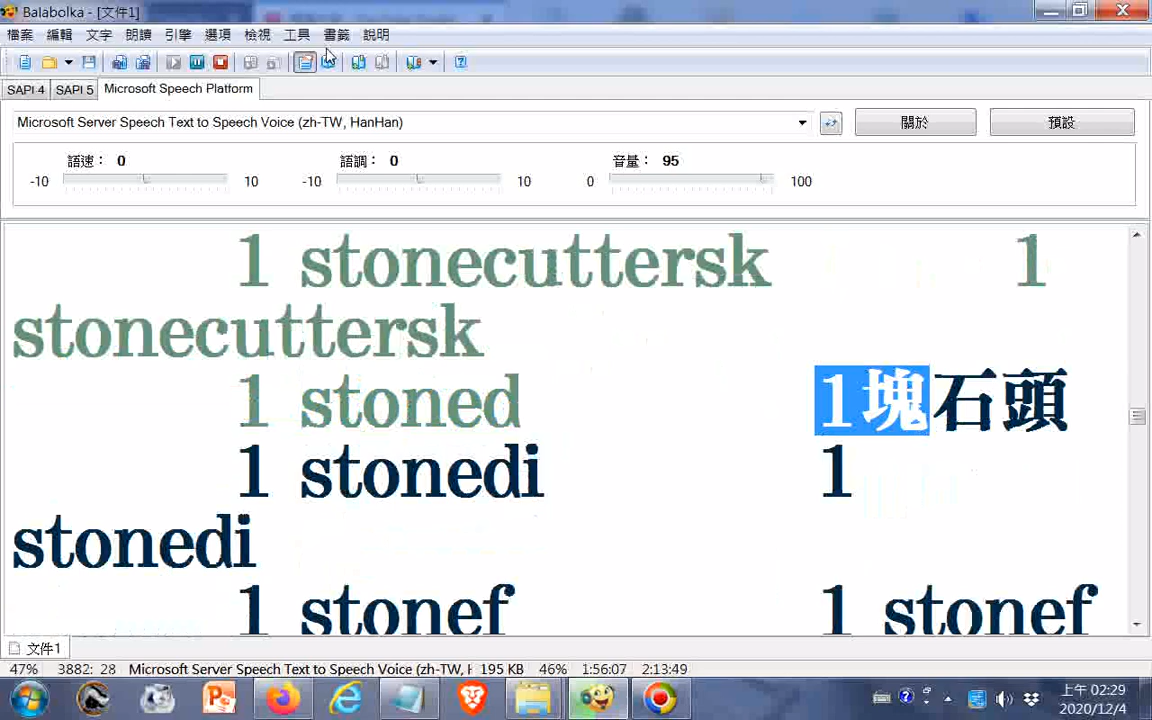 Balabolka - [文件1]
檔案 編輯 文字 朗讀 引擎 選項 檢視 工具 書籤 說明
SAPI 4 SAPI 5 Microsoft Speech Platform
Microsoft Server Speech Text to Speech Voice (zh-TW, HanHan) 關於 預設
語速： 0 語調： 0 音量： 95
-10 10 -10 10 0 100
1 stonecuttersk 1
stonecuttersk
1 stoned 1塊石頭
1 stonedi 1
stonedi
1 stonef 1 stonef
文件1
47% 3882: 28 Microsoft Server Speech Text to Speech Voice (zh-TW, 195 KB 46% 1:56:07 2:13:49
上午 02:29
2020/12/4